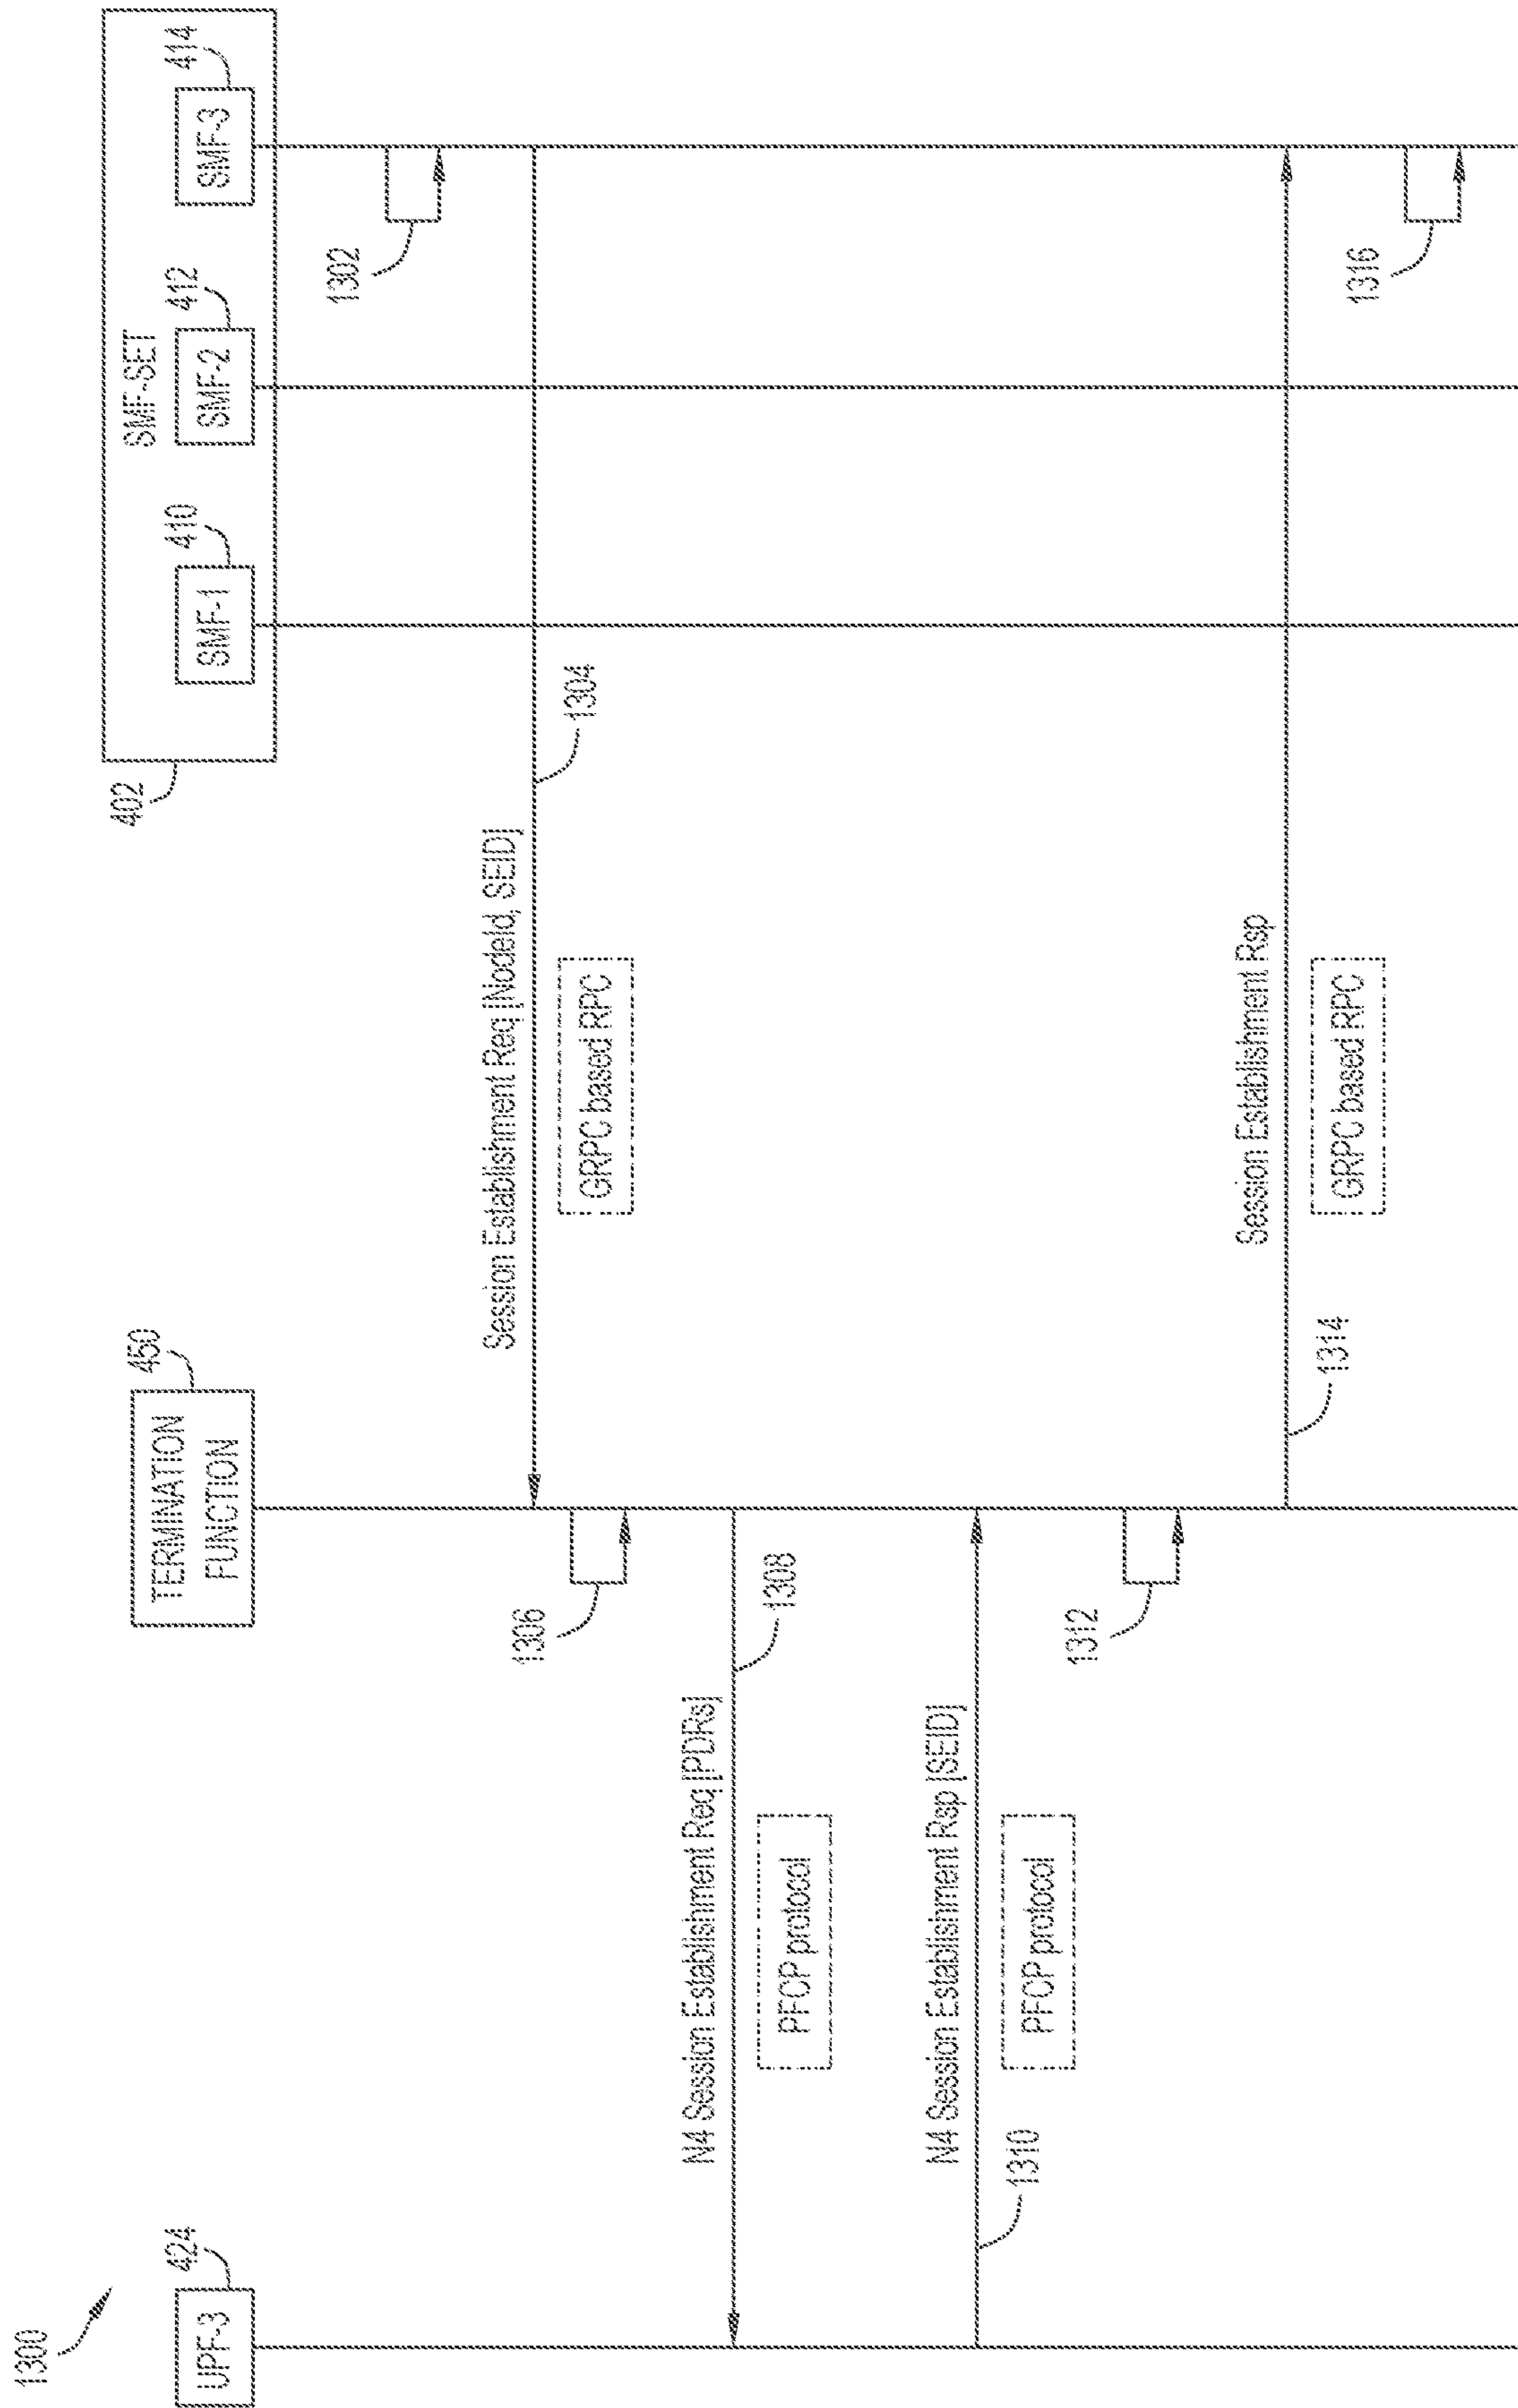 1300
UPF-3
424
TERMINATION
FUNCTION
450
402
SMF-SET
SMF-1
410
SMF-2
412
SMF-3
414
1302
Session Establishment Req [NodeId, SEID]
1304
GRPC based RPC
1306
N4 Session Establishment Req [PDRs]
1308
PFCP protocol
N4 Session Establishment Rsp [SEID]
1310
PFCP protocol
1312
Session Establishment Rsp
1314
GRPC based RPC
1316